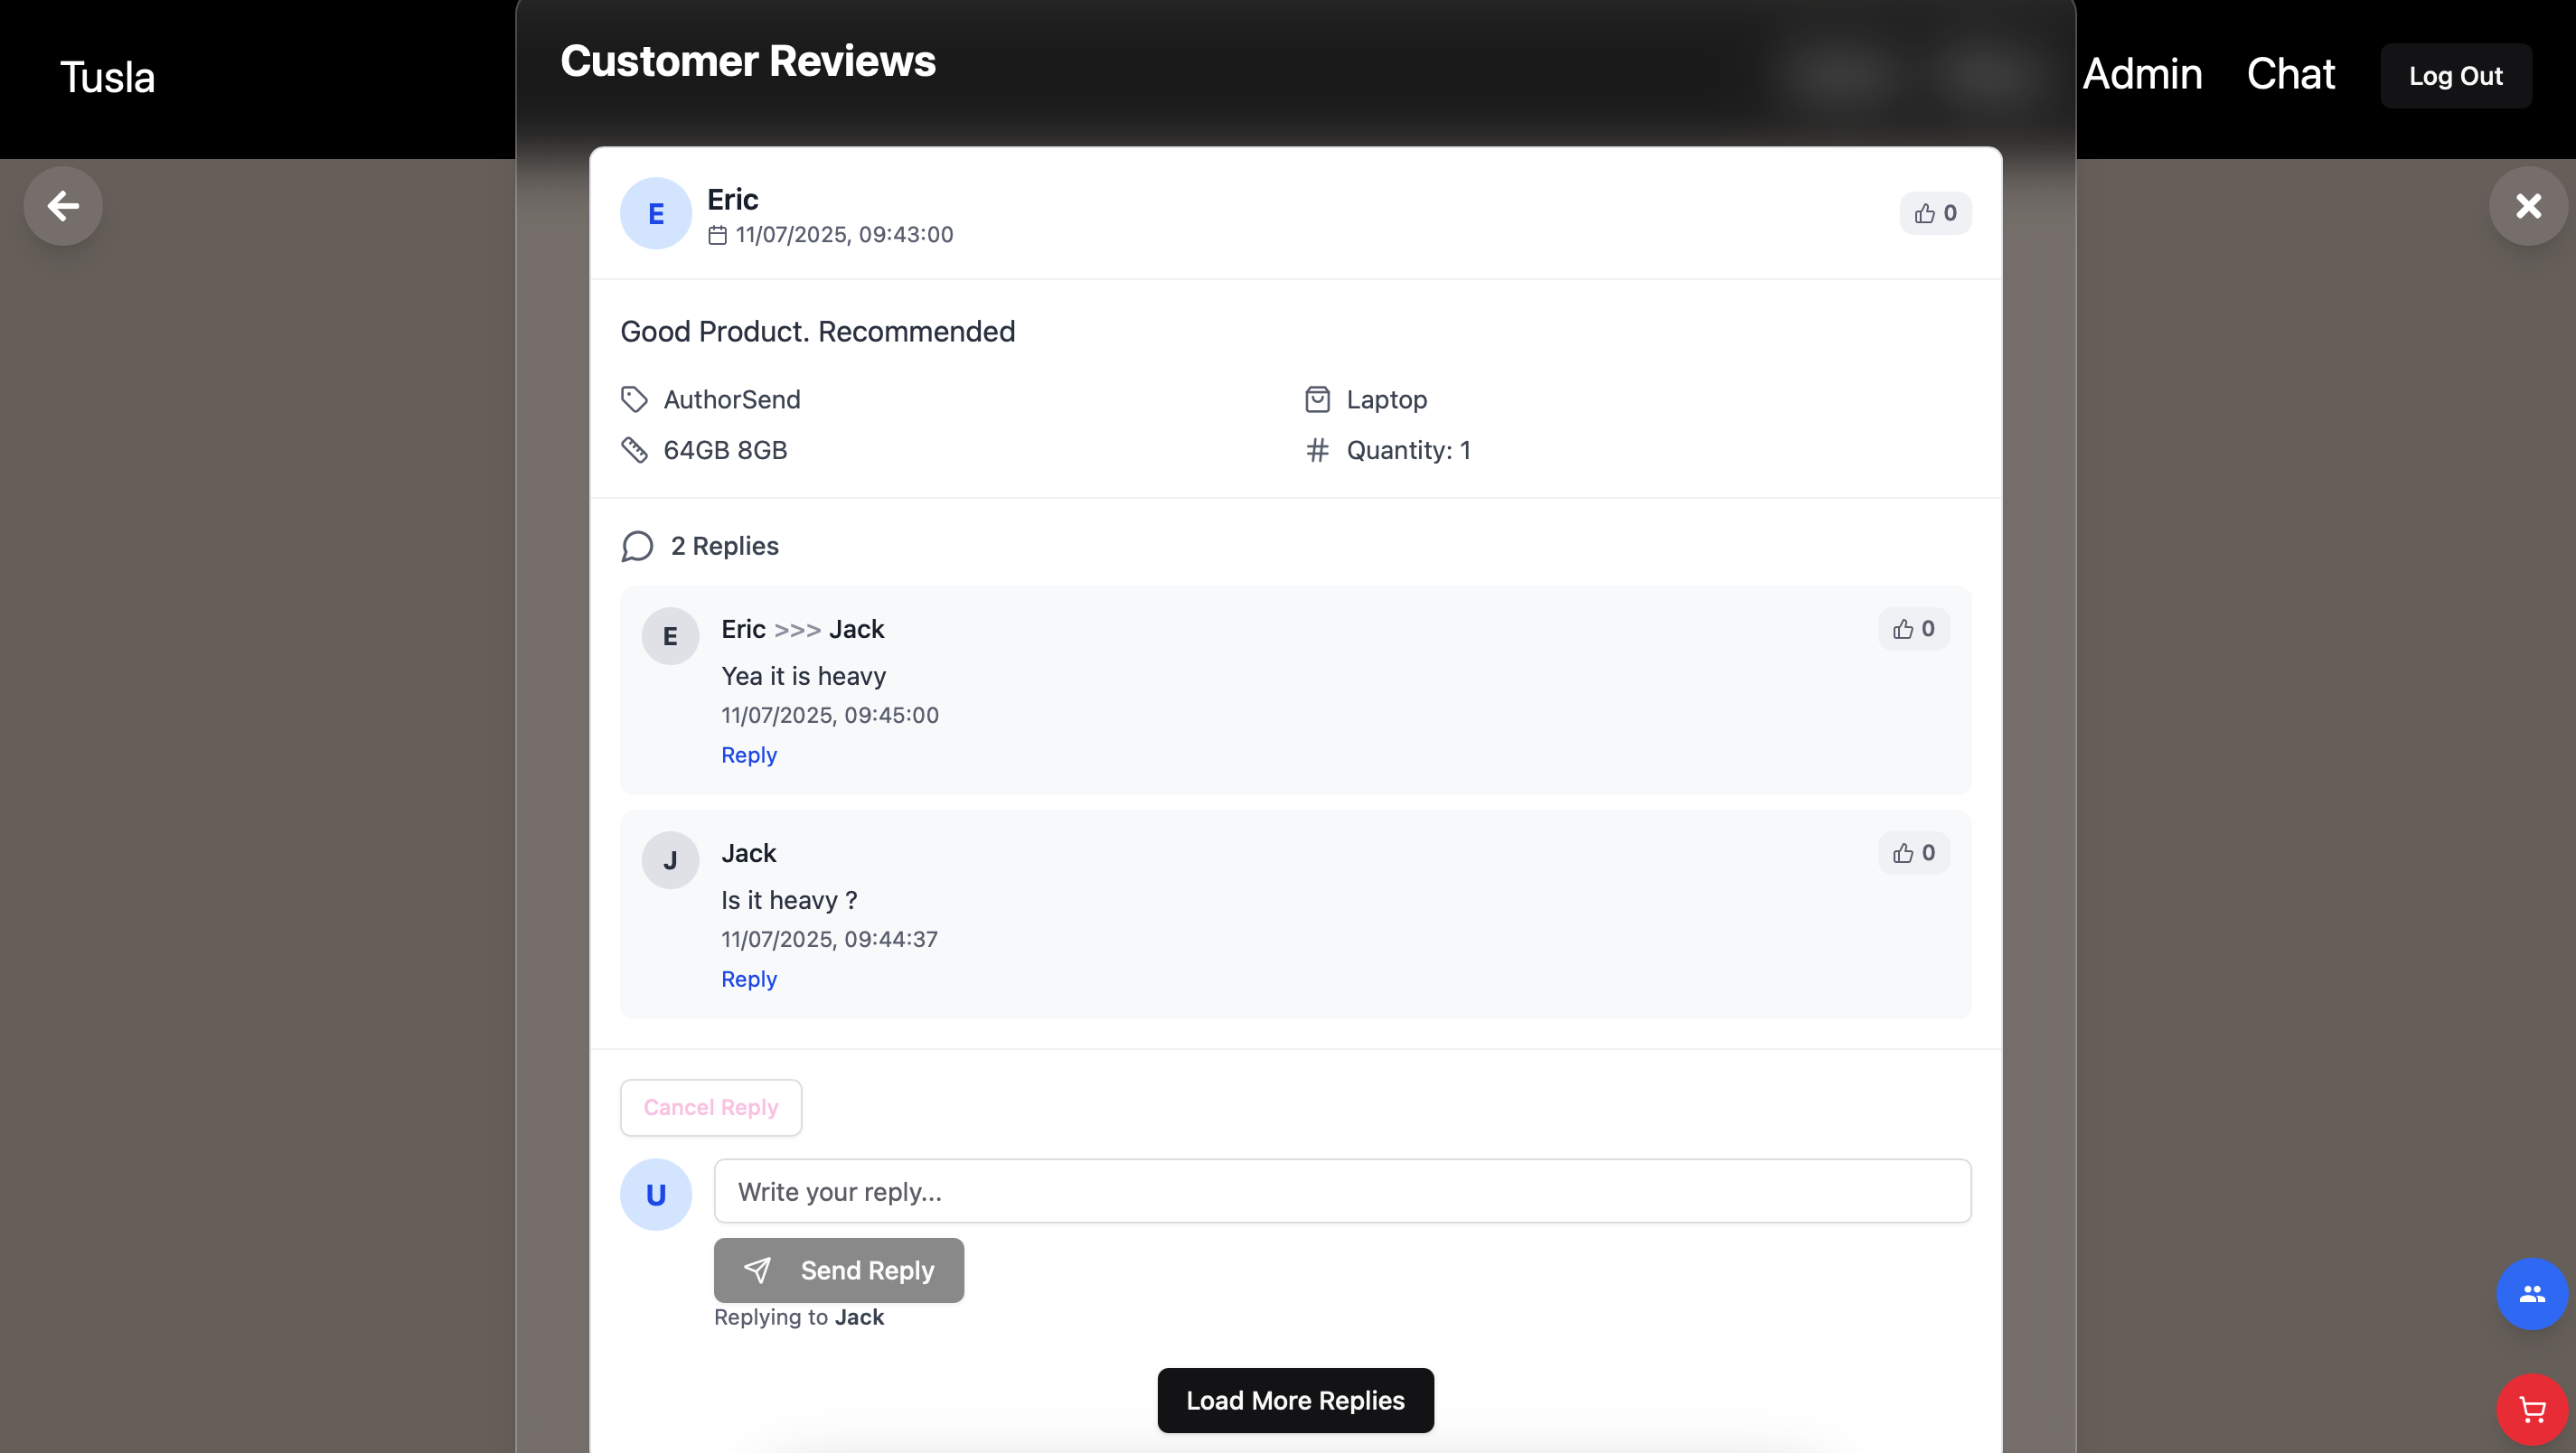 Tusla
Customer Reviews
Admin
Chat
Log Out
E
Eric
11/07/2025, 09:43:00
0
Good Product. Recommended
AuthorSend
Laptop
64GB 8GB
# Quantity: 1
2 Replies
E
Eric >>> Jack
0
Yea it is heavy
11/07/2025, 09:45:00
Reply
J
Jack
0
Is it heavy ?
11/07/2025, 09:44:37
Reply
Cancel Reply
U
Write your reply...
Send Reply
Replying to Jack
Load More Replies